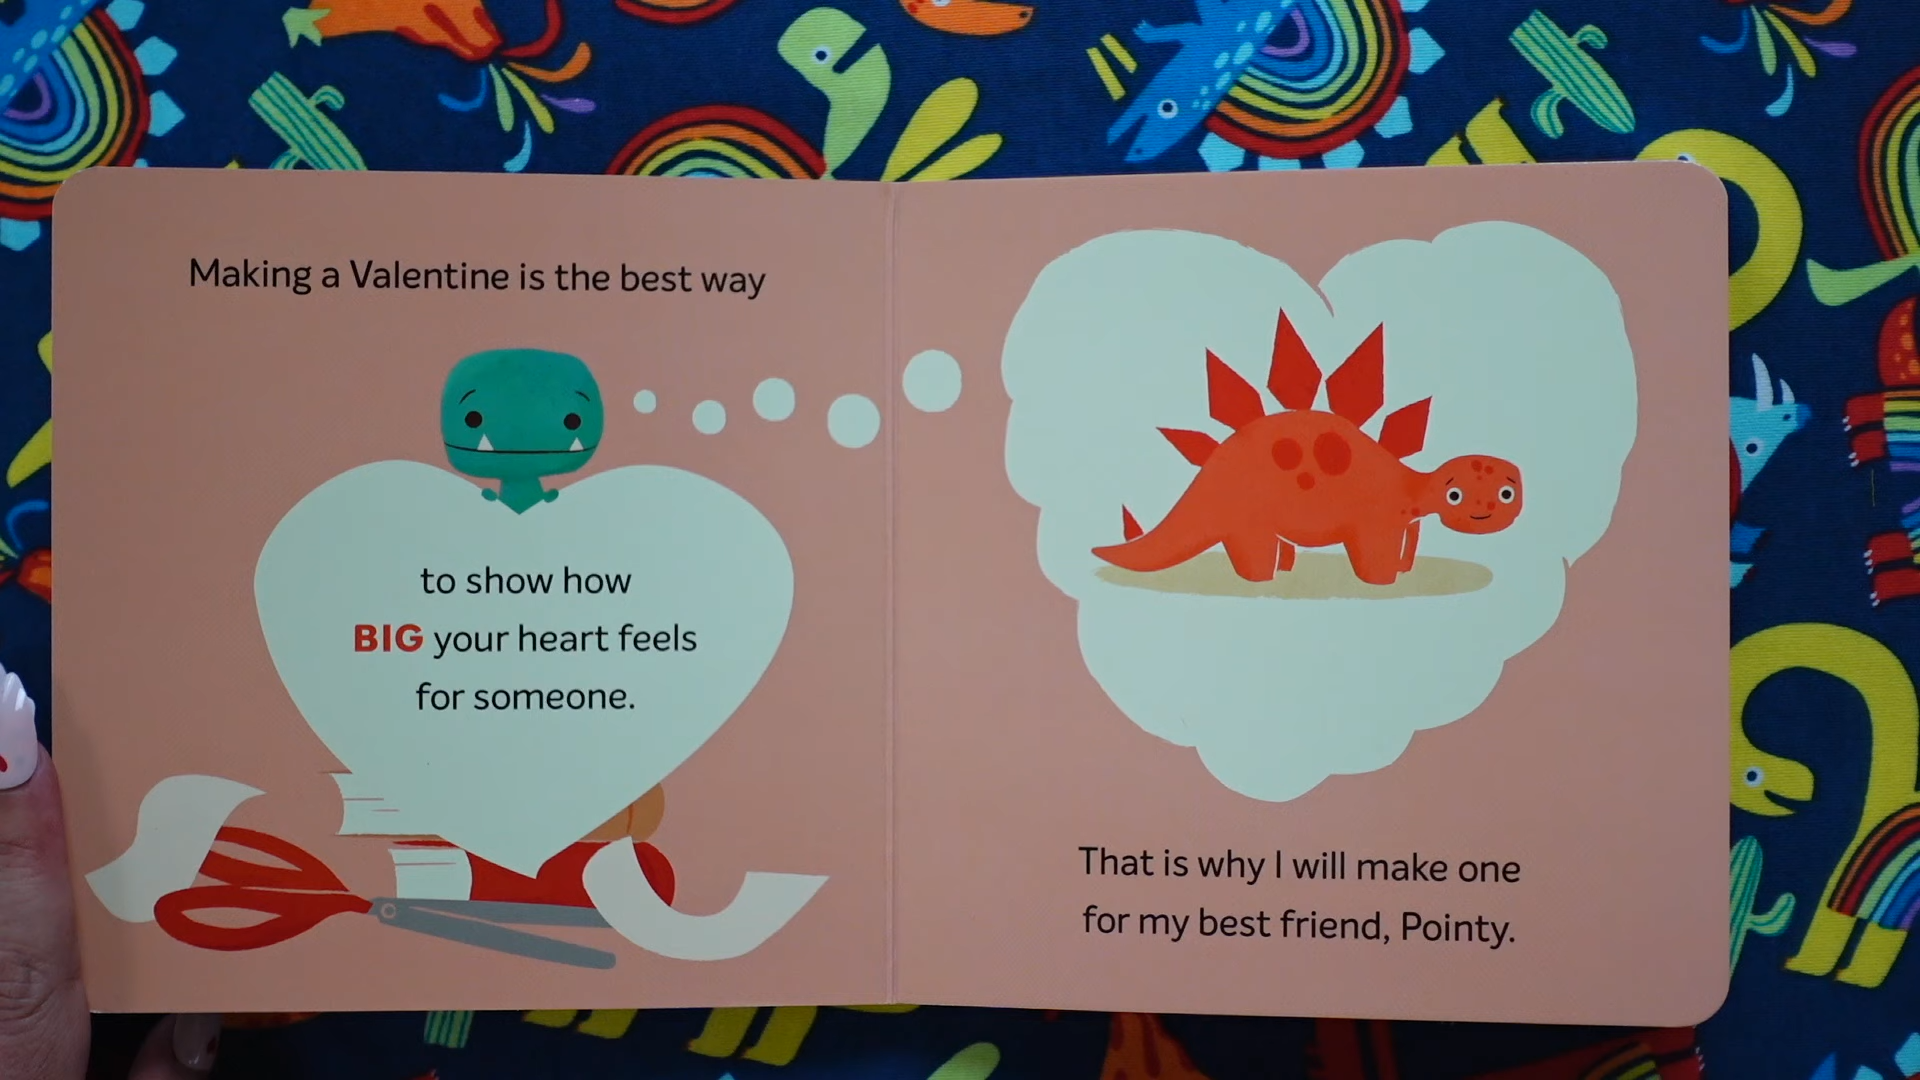 Making a Valentine is the best way
to show how
BIG your heart feels
for someone.
That is why I will make one
for my best friend, Pointy.